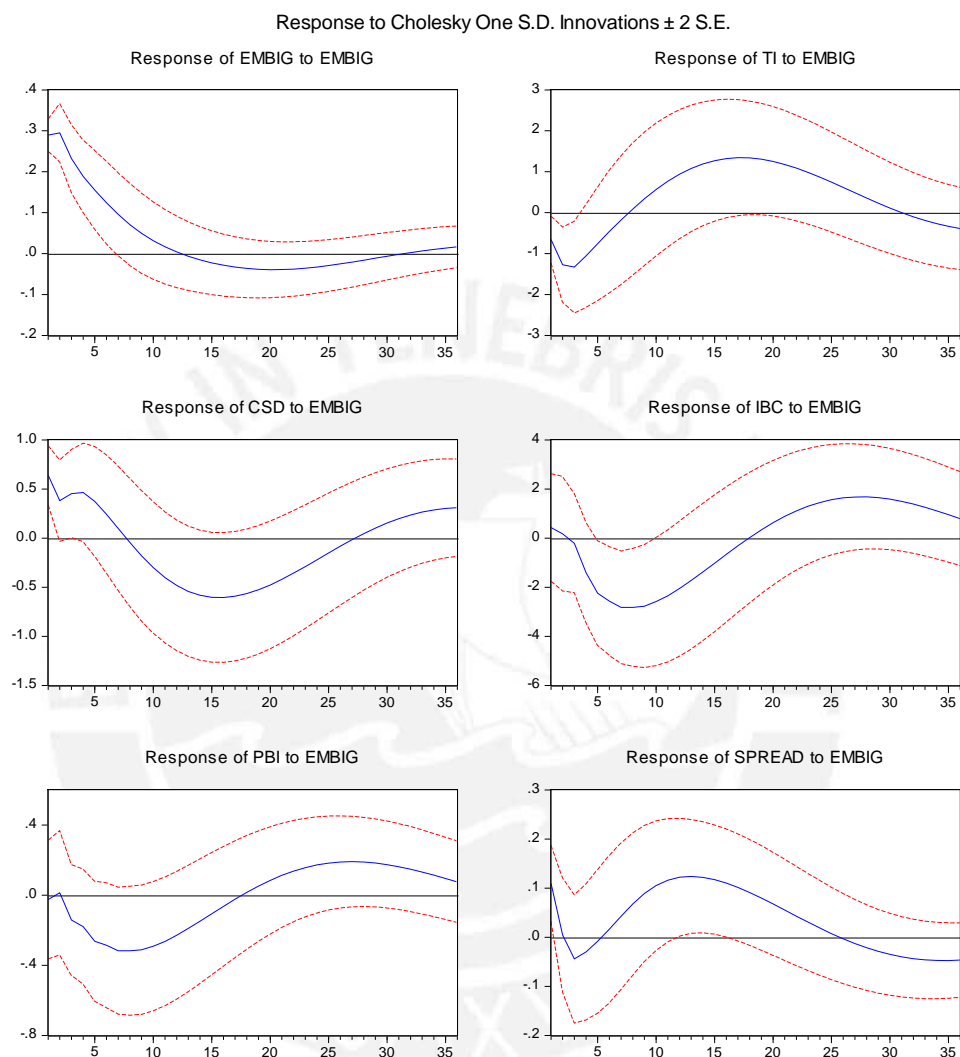 Response to Cholesky One S.D. Innovations ± 2 S.E.
Response of EMBIG to EMBIG
.4
.3
.2
.1
.0
-.1
-.2
5 10 15 20 25 30 35
Response of TI to EMBIG
3
2
1
0
-1
-2
-3
5 10 15 20 25 30 35
Response of CSD to EMBIG
1.0
0.5
0.0
-0.5
-1.0
-1.5
5 10 15 20 25 30 35
Response of IBC to EMBIG
4
2
0
-2
-4
-6
5 10 15 20 25 30 35
Response of PBI to EMBIG
.4
.0
-.4
-.8
5 10 15 20 25 30 35
Response of SPREAD to EMBIG
.3
.2
.1
.0
-.1
-.2
5 10 15 20 25 30 35
IN TENEBRIS